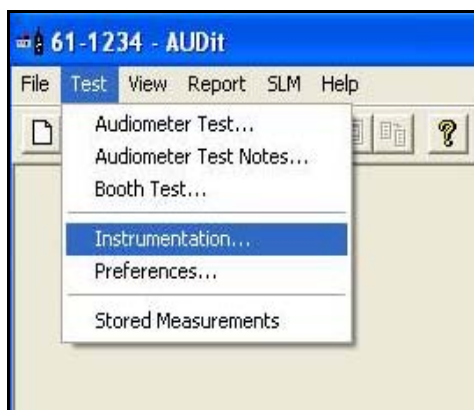 61-1234 - AUDit
File Test View Report SLM Help
Audiometer Test...
Audiometer Test Notes...
Booth Test...
Instrumentation...
Preferences...
Stored Measurements